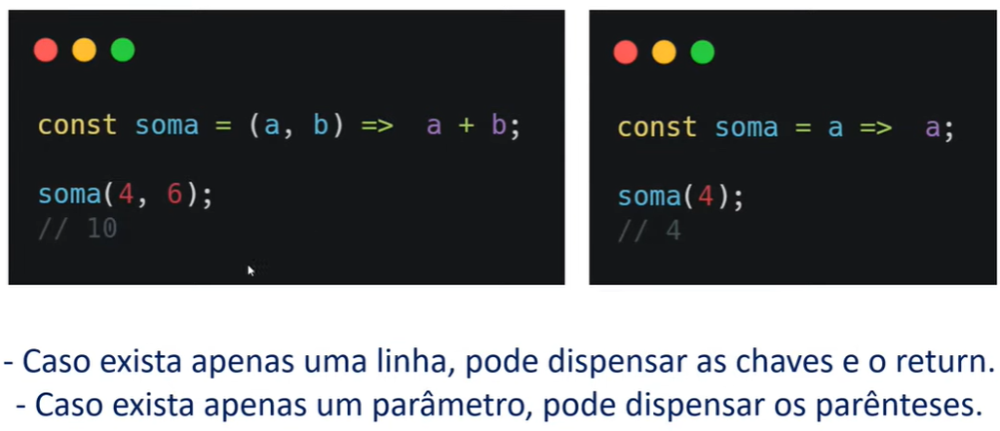 const soma = (a, b) =>  a + b;
soma(4, 6);
// 10
const soma = a =>  a;
soma(4);
// 4
- Caso exista apenas uma linha, pode dispensar as chaves e o return.
- Caso exista apenas um parâmetro, pode dispensar os parênteses.